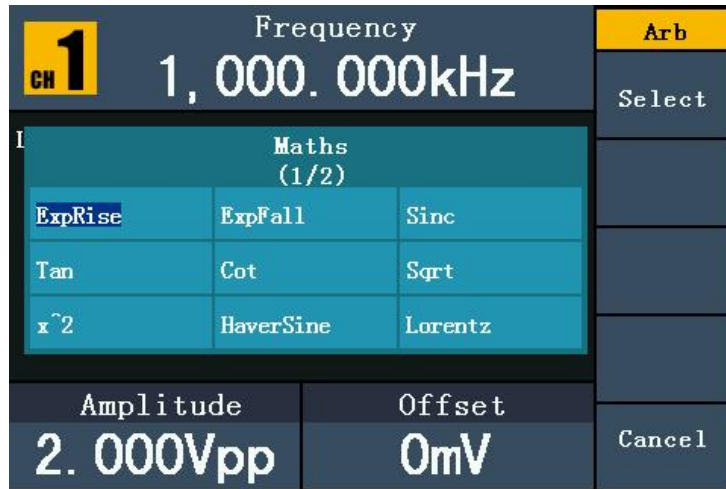 Frequency
CH 1
1,000.000kHz
Arb
Select
Maths
(1/2)
ExpRise ExpFall Sinc
Tan Cot Sqrt
x^2 HaverSine Lorentz
Amplitude Offset
2.000Vpp 0mV
Cancel